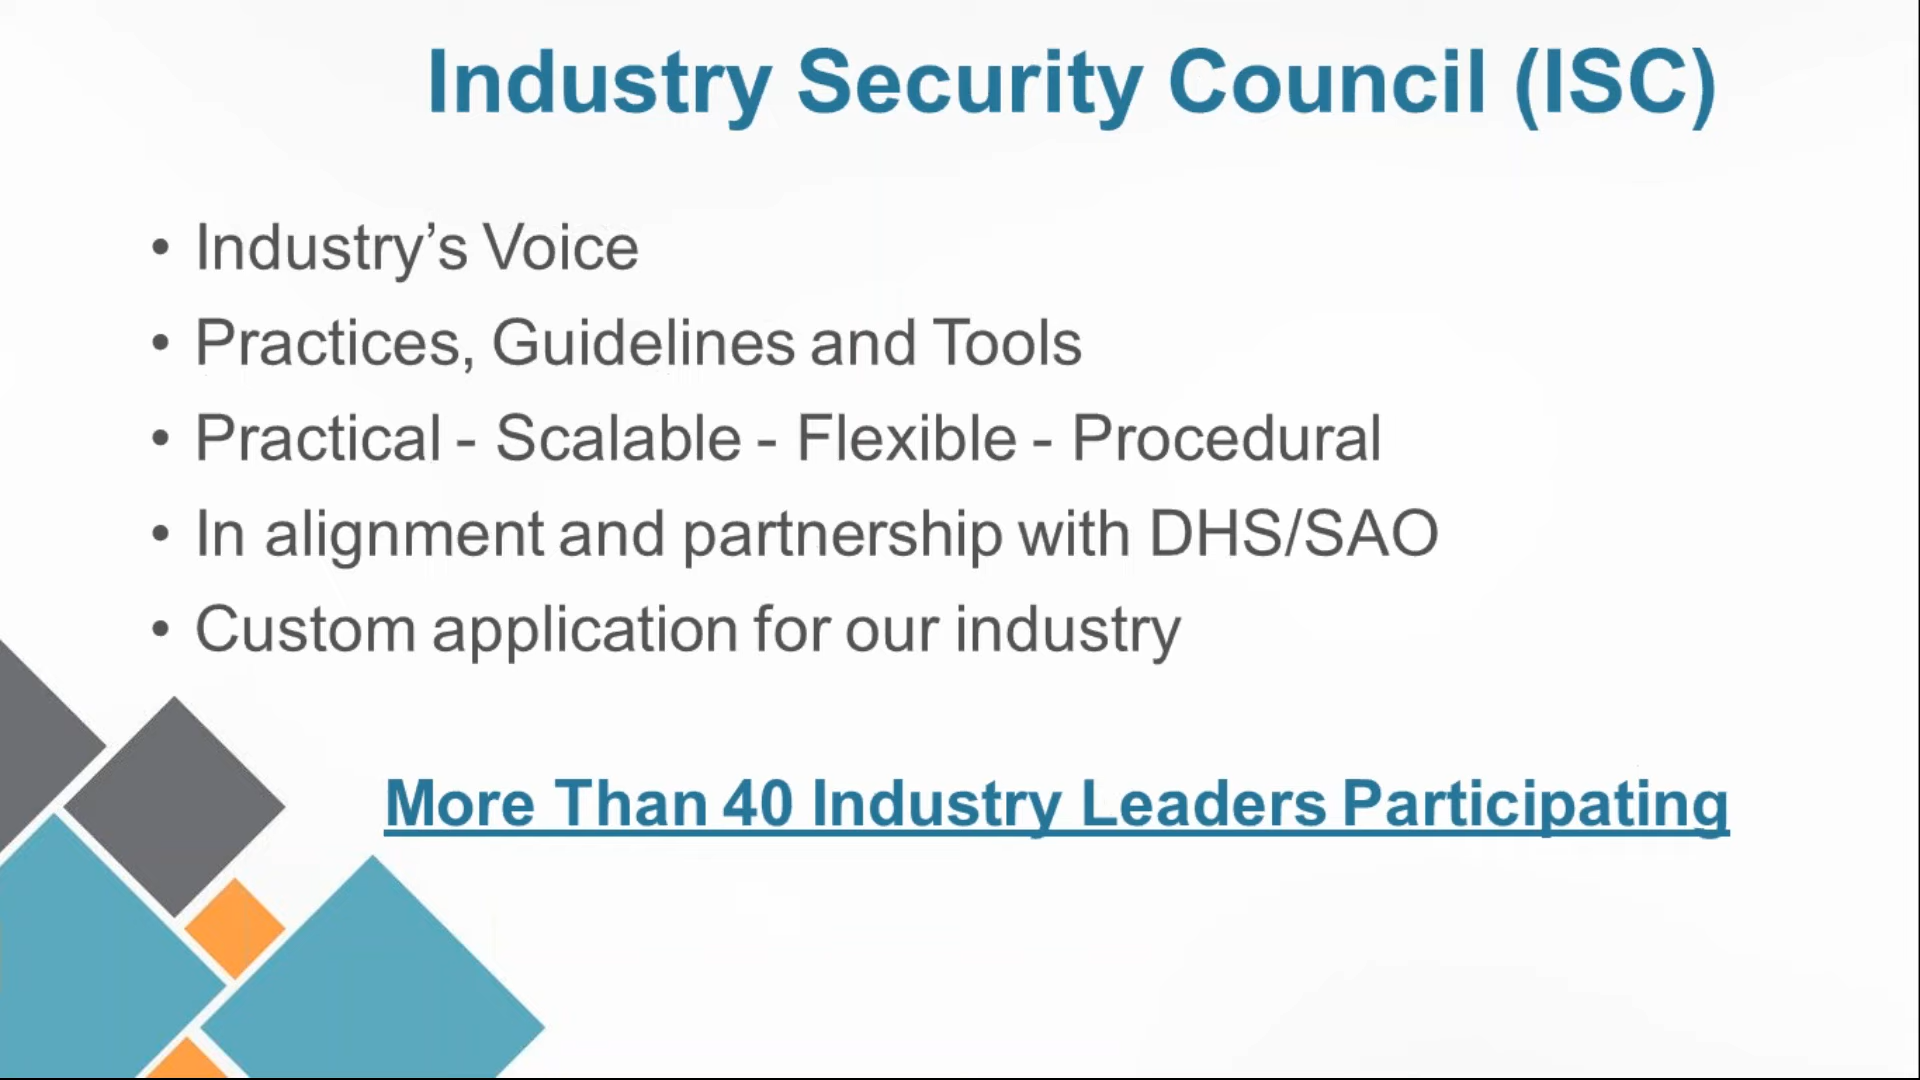 Industry Security Council (ISC)
• Industry’s Voice
• Practices, Guidelines and Tools
• Practical - Scalable - Flexible - Procedural
• In alignment and partnership with DHS/SAO
• Custom application for our industry
More Than 40 Industry Leaders Participating